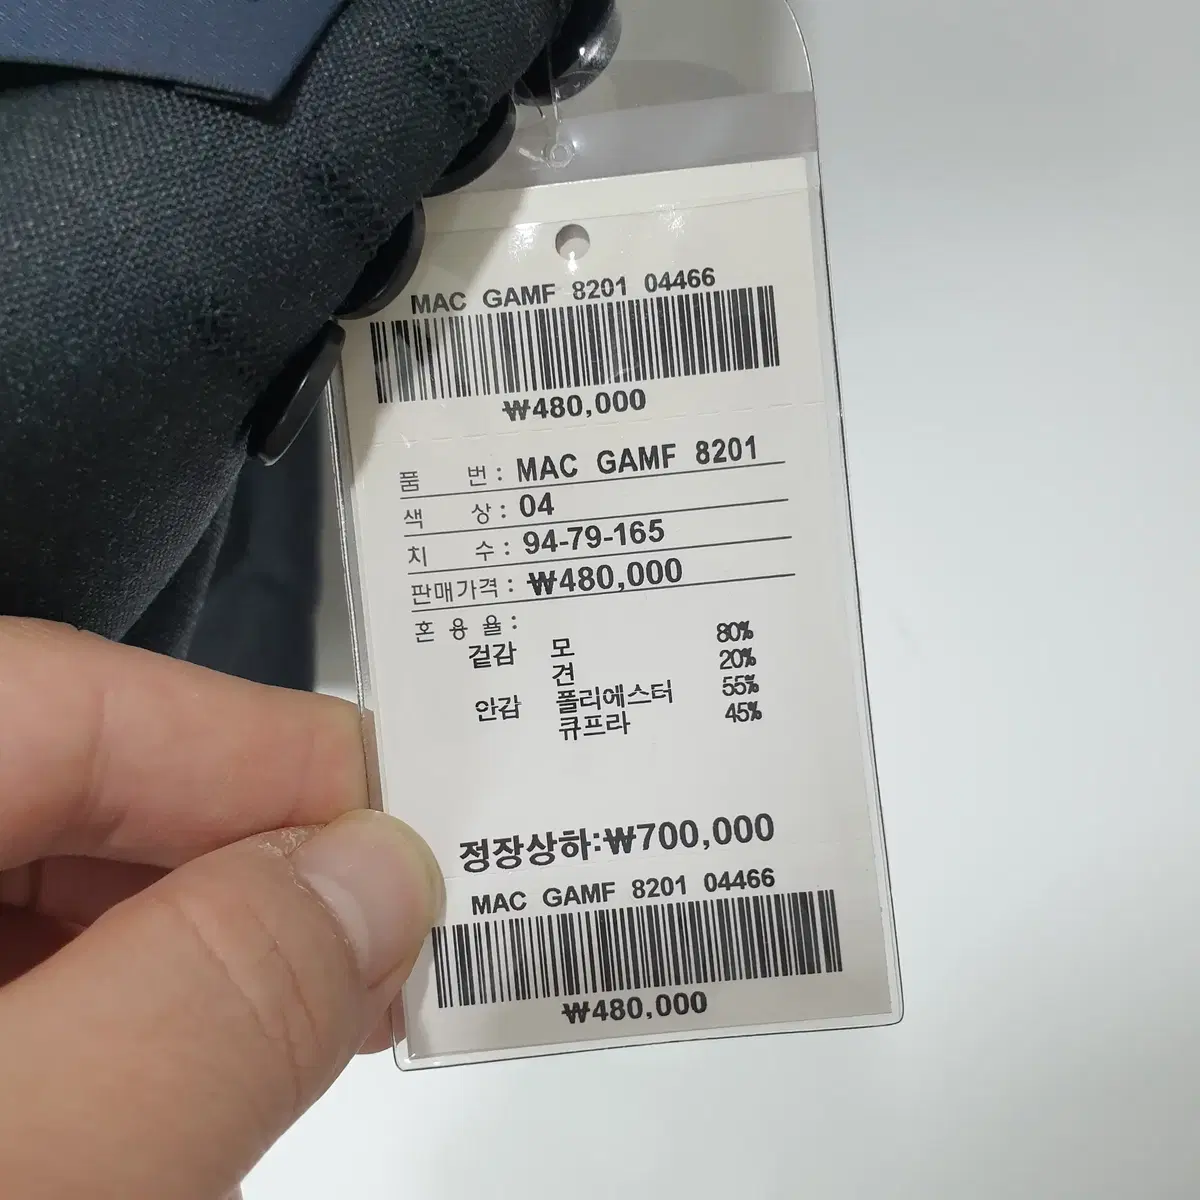 MAC GAMF 8201 04466
₩480,000
품 번 : MAC GAMF 8201
색 상 : 04
치 수 : 94-79-165
판매가격 : ₩480,000
혼 용 율 :
겉감 모 80%
견 20%
안감 폴리에스터 55%
큐프라 45%
정장상하:₩700,000
MAC GAMF 8201 04466
₩480,000